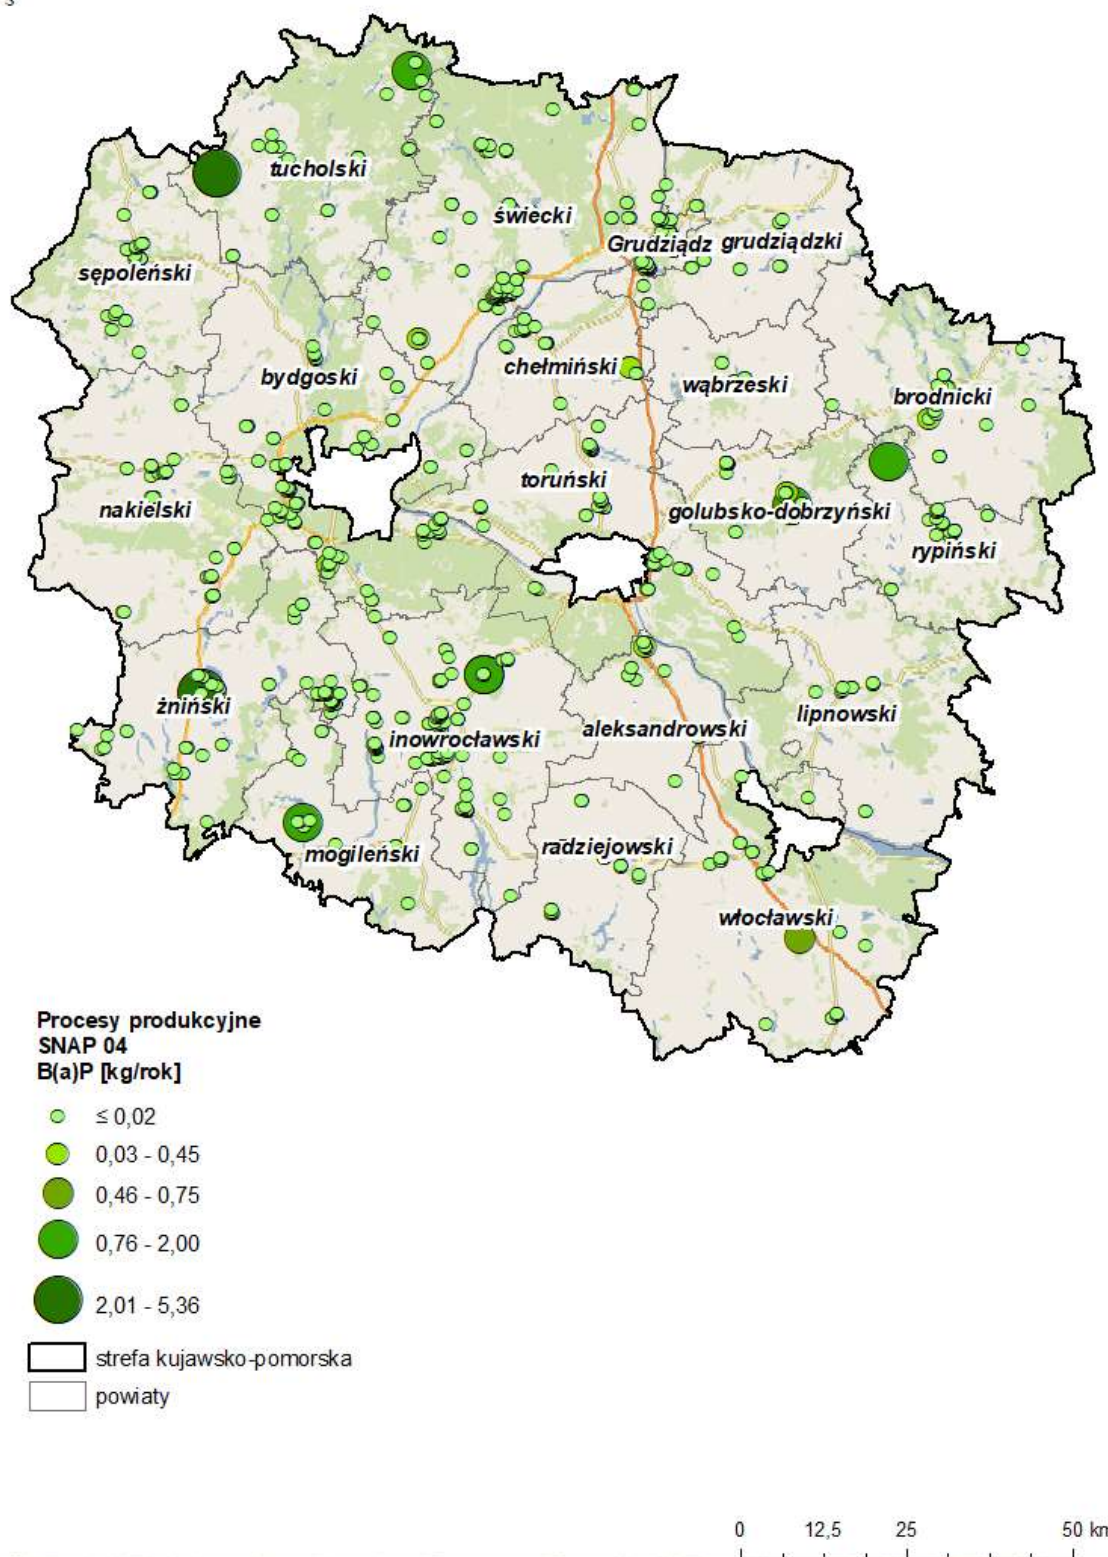 tucholski
świecki
Grudziądz grudziądzki
sępoleński
bydgoski
chełmiński
wąbrzeski
brodnicki
nakielski
toruński
golubsko-dobrzyński
rypiński
żniński
inowrocławski
aleksandrowski
lipnowski
mogileński
radziejowski
włocławski
Procesy produkcyjne
SNAP 04
B(a)P [kg/rok]
≤ 0,02
0,03 - 0,45
0,46 - 0,75
0,76 - 2,00
2,01 - 5,36
strefa kujawsko-pomorska
powiaty
0 12,5 25 50 km